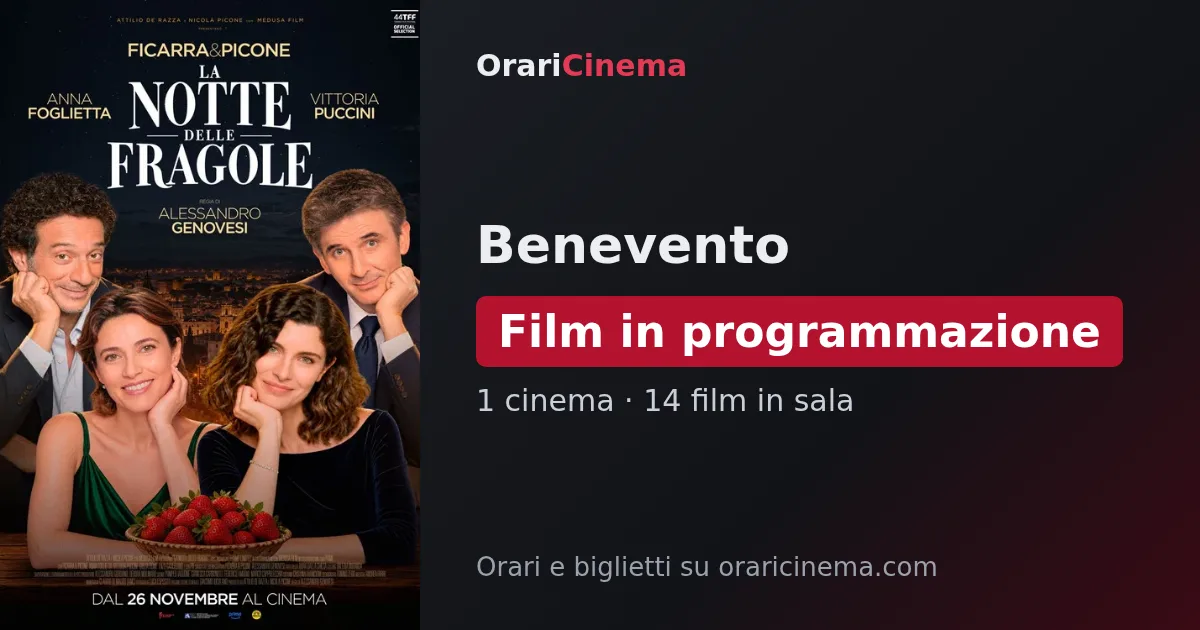 ATTILIO DE RAZZA e NICOLA PICONE con MEDUSA FILM
44TFF
OFFICIAL
SELECTION
FICARRA&PICONE
LA
NOTTE
DELLE
FRAGOLE
ANNA
FOGLIETTA
VITTORIA
PUCCINI
REGIA DI
ALESSANDRO
GENOVESI
DAL 26 NOVEMBRE AL CINEMA
OrariCinema
Benevento
Film in programmazione
1 cinema · 14 film in sala
Orari e biglietti su oraricinema.com